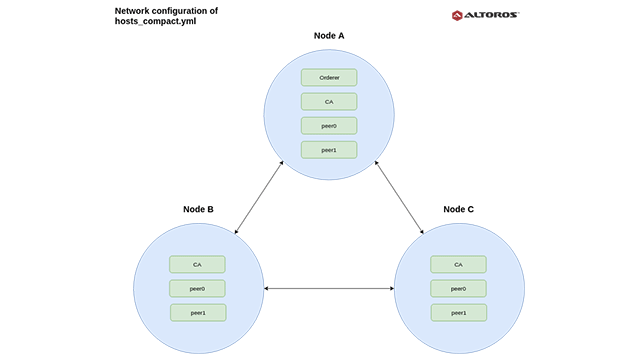 Network configuration of
hosts_compact.yml
ALTOROS
Node A
Orderer
CA
peer0
peer1
Node B
CA
peer0
peer1
Node C
CA
peer0
peer1